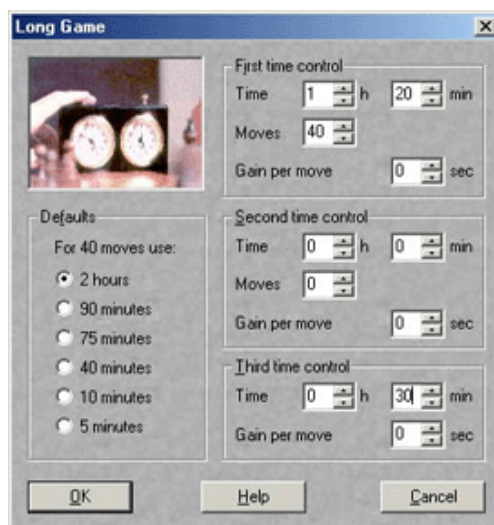 Long Game
First time control
Time 1 h 20 min
Moves 40
Gain per move 0 sec
Defaults
For 40 moves use:
2 hours
90 minutes
75 minutes
40 minutes
10 minutes
5 minutes
Second time control
Time 0 h 0 min
Moves 0
Gain per move 0 sec
Third time control
Time 0 h 30 min
Gain per move 0 sec
OK Help Cancel